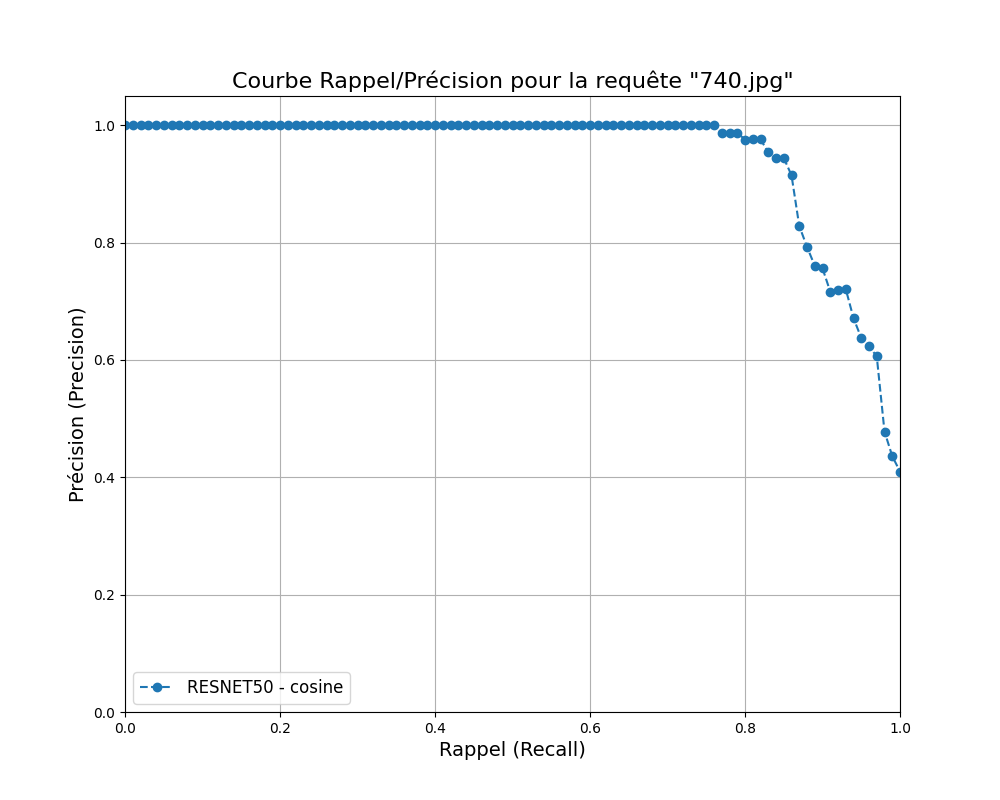 Courbe Rappel/Précision pour la requête "740.jpg"
1.0
0.8
0.6
0.4
0.2
0.0
Précision (Precision)
RESNET50 - cosine
0.0 0.2 0.4 0.6 0.8 1.0
Rappel (Recall)